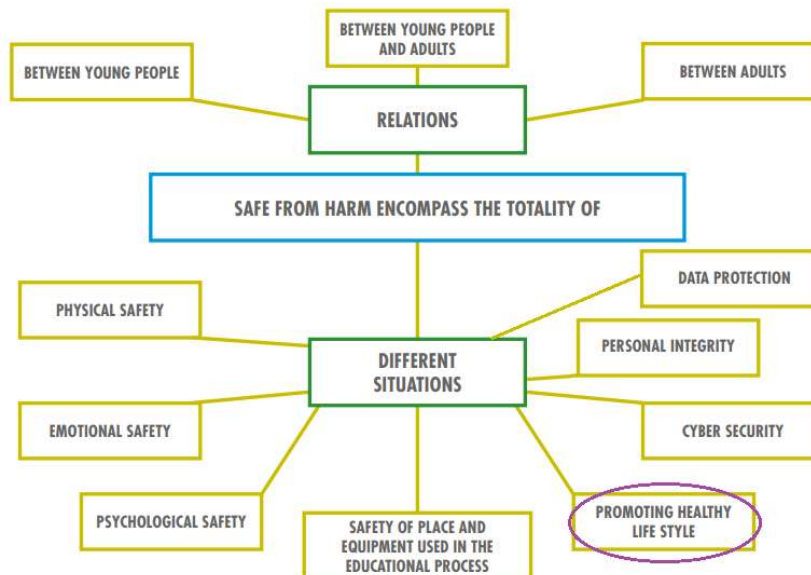 BETWEEN YOUNG PEOPLE
AND ADULTS
BETWEEN YOUNG PEOPLE
BETWEEN ADULTS
RELATIONS
SAFE FROM HARM ENCOMPASS THE TOTALITY OF
DATA PROTECTION
PHYSICAL SAFETY
PERSONAL INTEGRITY
DIFFERENT
SITUATIONS
EMOTIONAL SAFETY
CYBER SECURITY
PSYCHOLOGICAL SAFETY
SAFETY OF PLACE AND
EQUIPMENT USED IN THE
EDUCATIONAL PROCESS
PROMOTING HEALTHY
LIFE STYLE